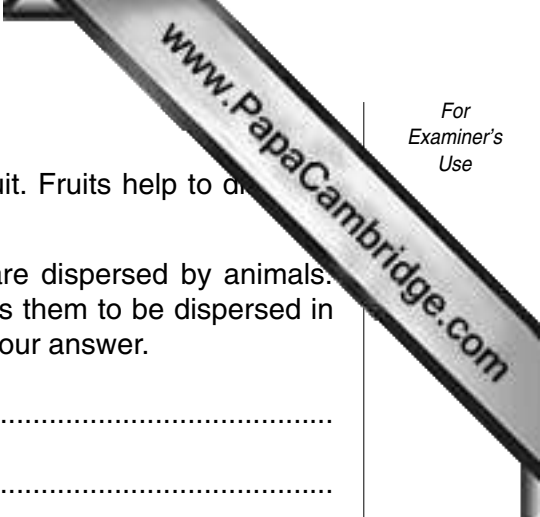 www.PapaCambridge.com
For
Examiner's
Use
uit. Fruits help to
are dispersed by animals.
s them to be dispersed in
our answer.
....................................................
....................................................